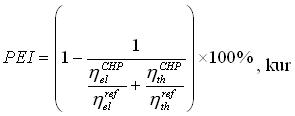 PEI = (1 − 1 / (η_el^CHP / η_el^ref + η_th^CHP / η_th^ref)) × 100% , kur